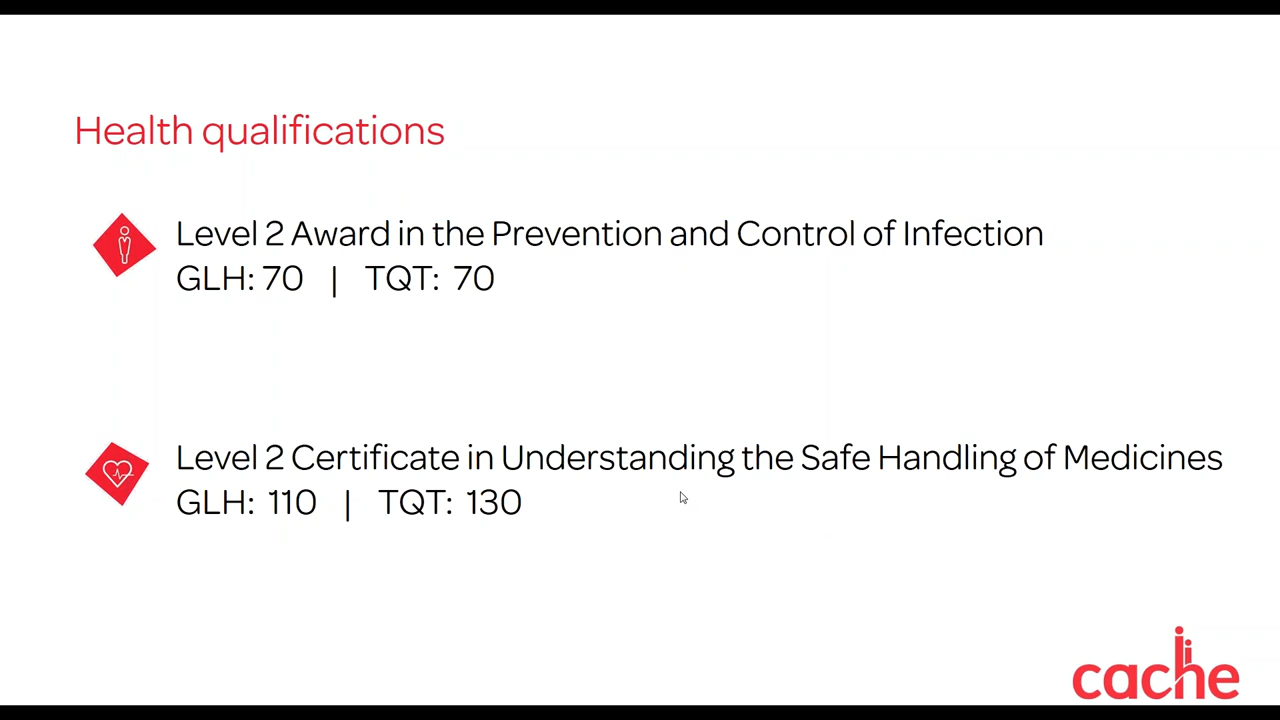 Health qualifications
Level 2 Award in the Prevention and Control of Infection
GLH: 70 | TQT: 70
Level 2 Certificate in Understanding the Safe Handling of Medicines
GLH: 110 | TQT: 130
cache